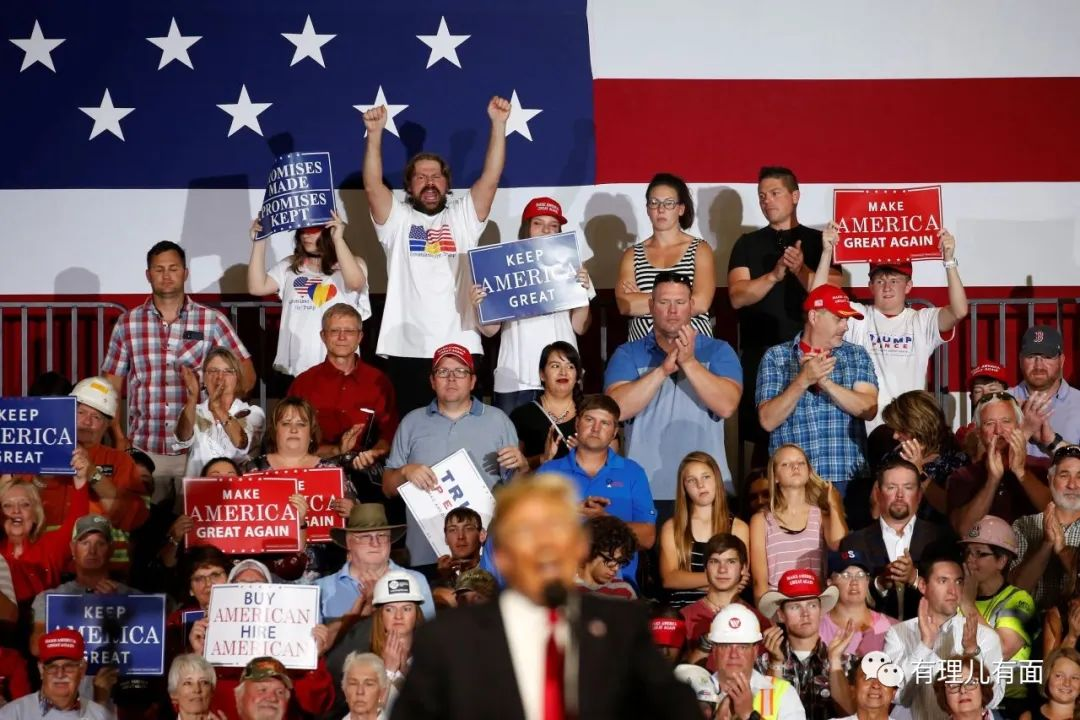 PROMISES
MADE
PROMISES
KEPT
KEEP
AMERICA
GREAT
MAKE
AMERICA
GREAT AGAIN
TRUMP
PENCE
KEEP
AMERICA
GREAT
MAKE
AMERICA
GREAT AGAIN
KEEP
AMERICA
GREAT
BUY
AMERICAN
HIRE
AMERICAN
有理儿有面